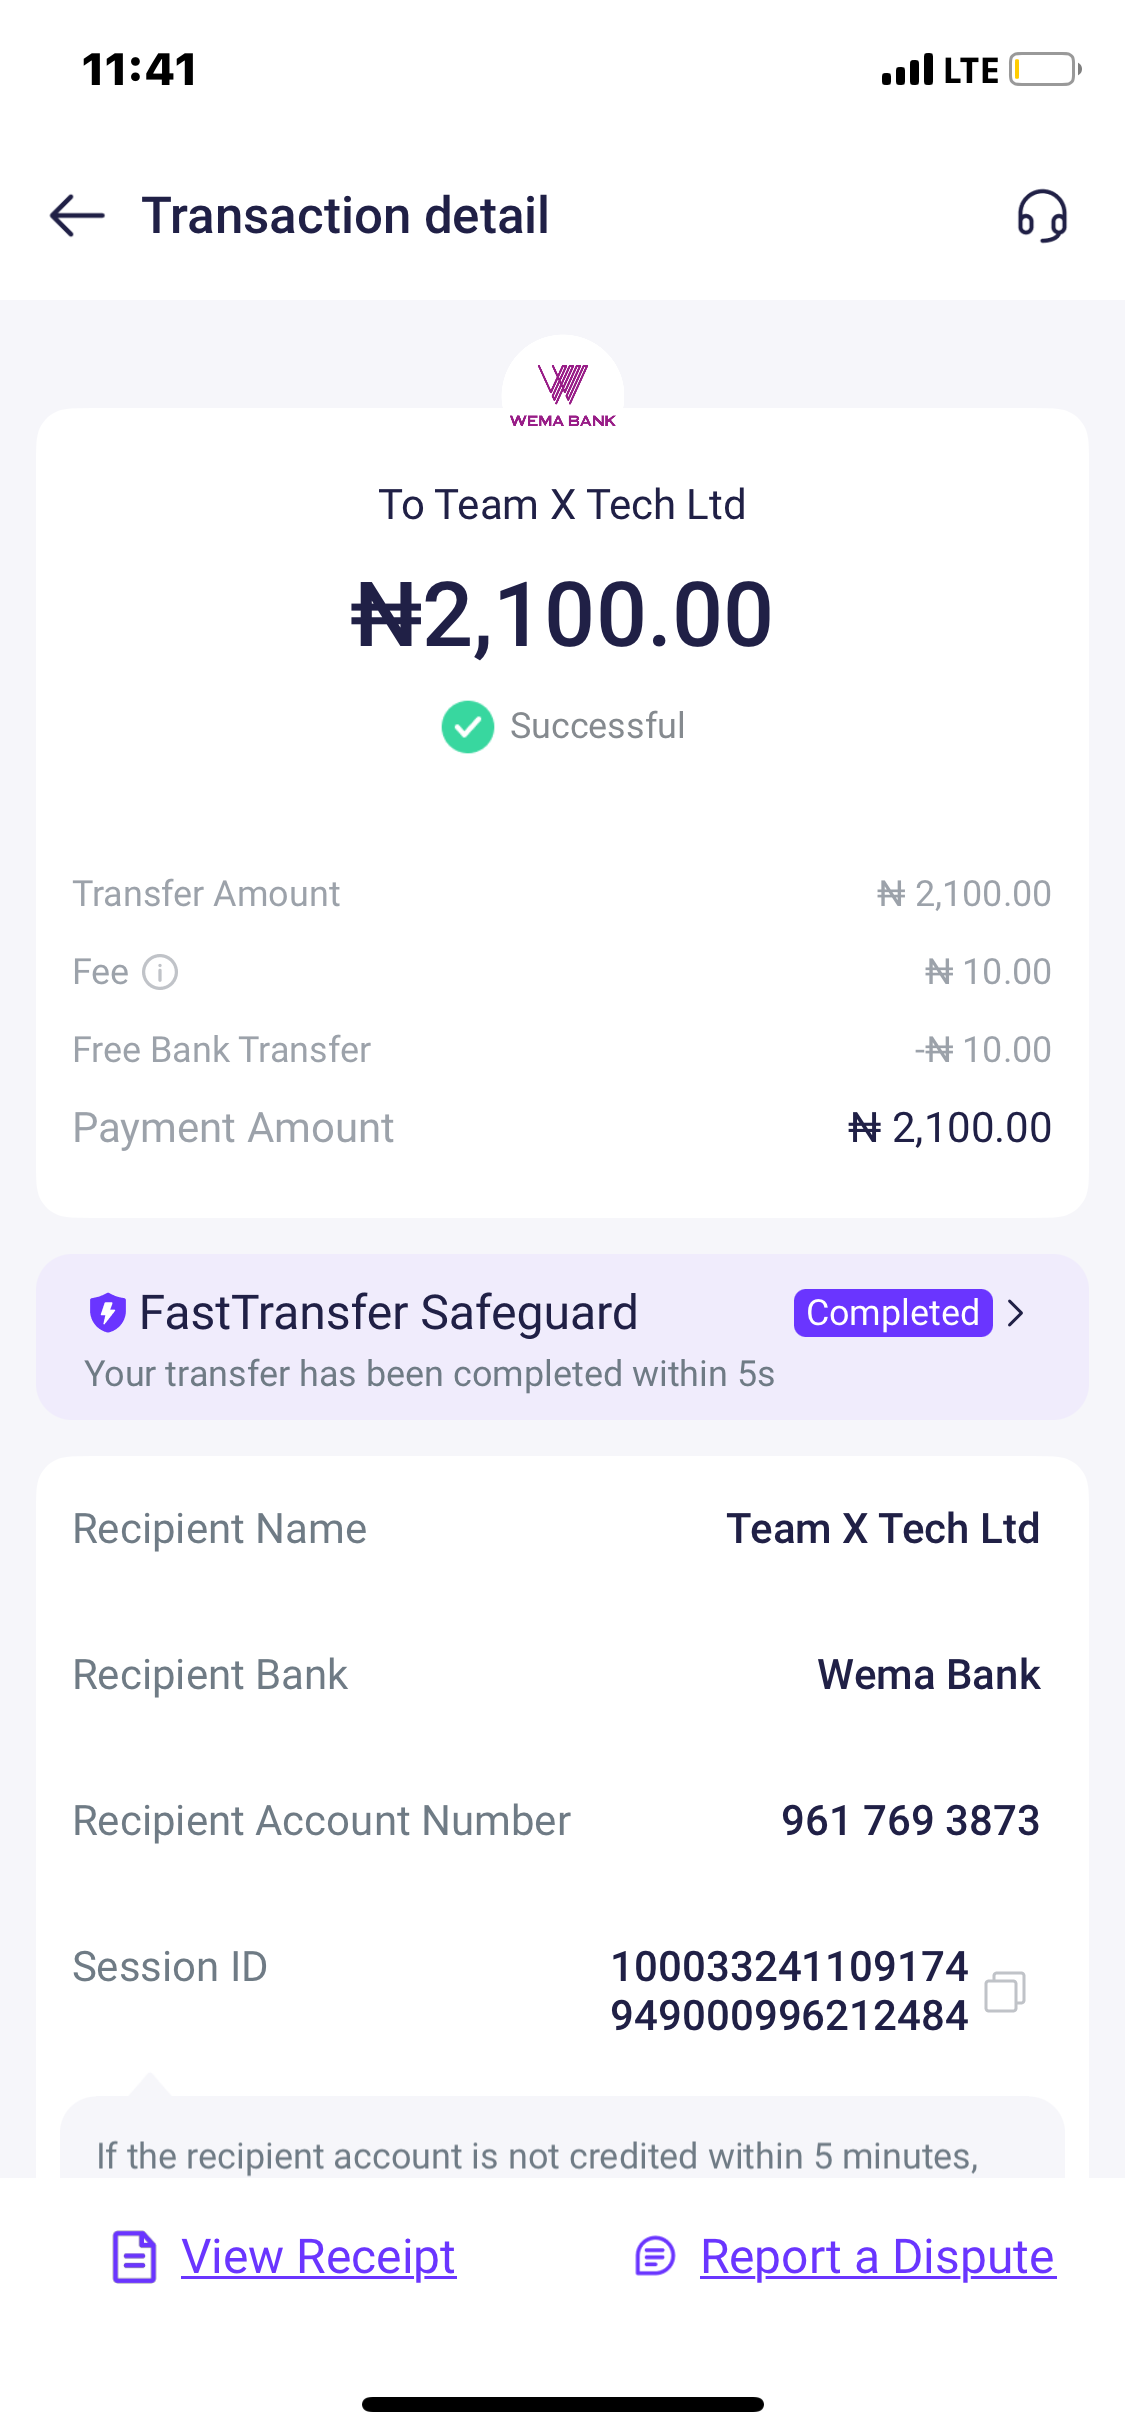 11:41
LTE
Transaction detail
WEMA BANK
To Team X Tech Ltd
₦2,100.00
Successful
Transfer Amount ₦ 2,100.00
Fee ₦ 10.00
Free Bank Transfer -₦ 10.00
Payment Amount ₦ 2,100.00
FastTransfer Safeguard Completed
Your transfer has been completed within 5s
Recipient Name Team X Tech Ltd
Recipient Bank Wema Bank
Recipient Account Number 961 769 3873
Session ID 100033241109174
949000996212484
If the recipient account is not credited within 5 minutes,
View Receipt Report a Dispute